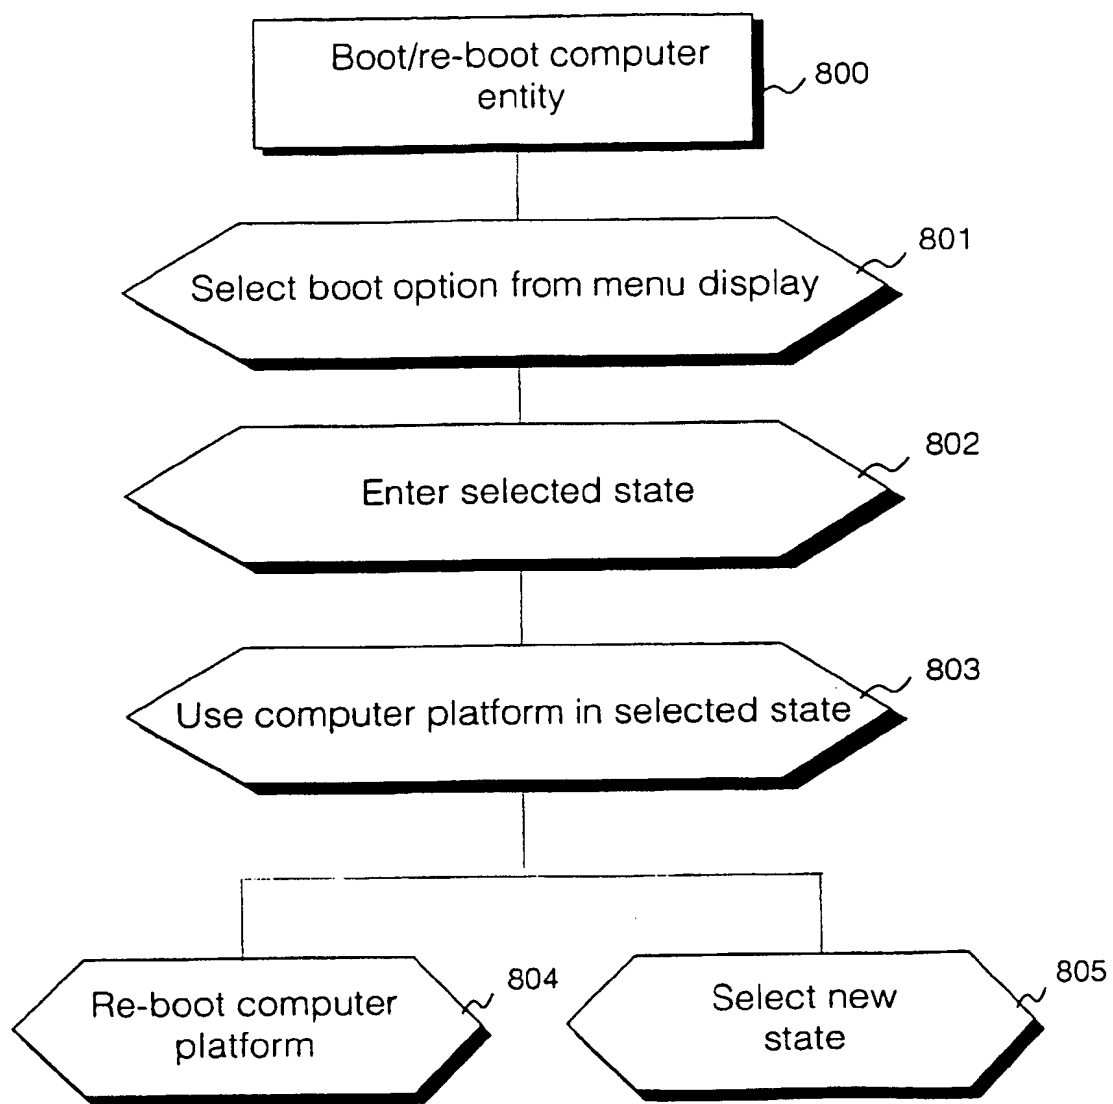 Boot/re-boot computer
entity
800
801
Select boot option from menu display
802
Enter selected state
803
Use computer platform in selected state
804
Re-boot computer
platform
805
Select new
state